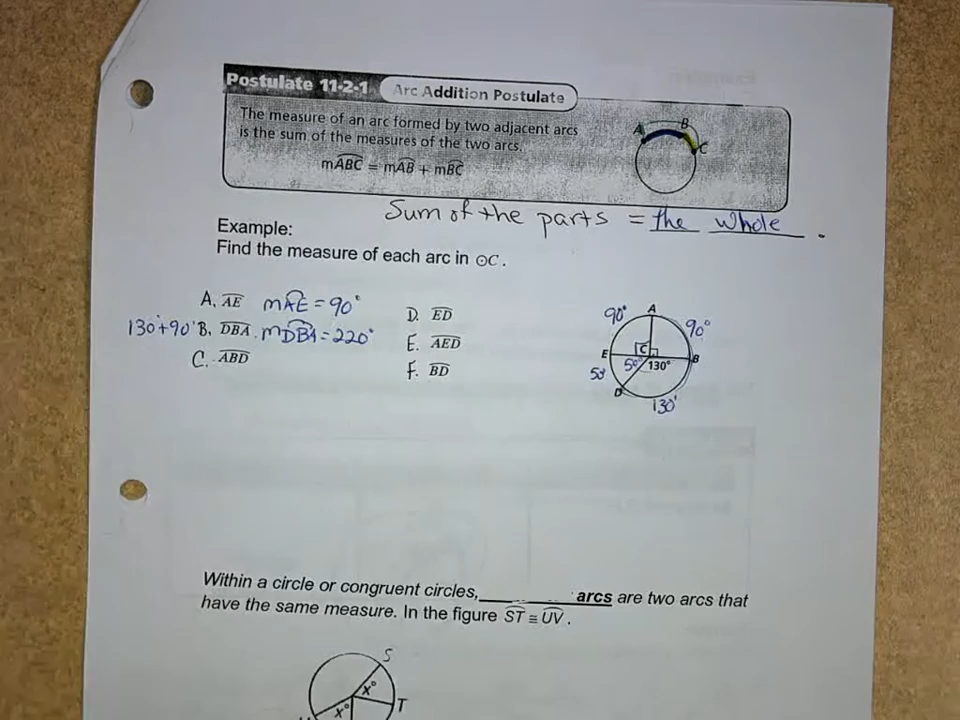 Postulate 11-2-1 Arc Addition Postulate
The measure of an arc formed by two adjacent arcs
is the sum of the measures of the two arcs.
mABC = mAB + mBC
A
B
C
Sum of the parts = the whole.
Example:
Find the measure of each arc in ⊙C.
A. AE mAE = 90°
130°+90° B. DBA mDBA = 220°
C. ABD
D. ED
E. AED
F. BD
90° A 90°
E C B
50° 50° 130°
D 130°
Within a circle or congruent circles, arcs are two arcs that
have the same measure. In the figure ST ≅ UV.
S
x°
x° T